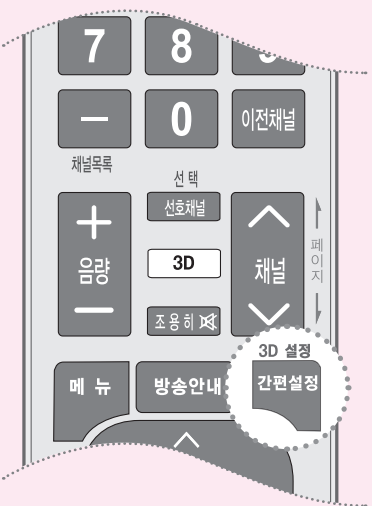 7 8 9
— 0 이전채널
채널목록
선 택
선호채널
+
음량
—
3D
채널
페이지
조용히
3D 설정
메 뉴 방송안내 간편설정